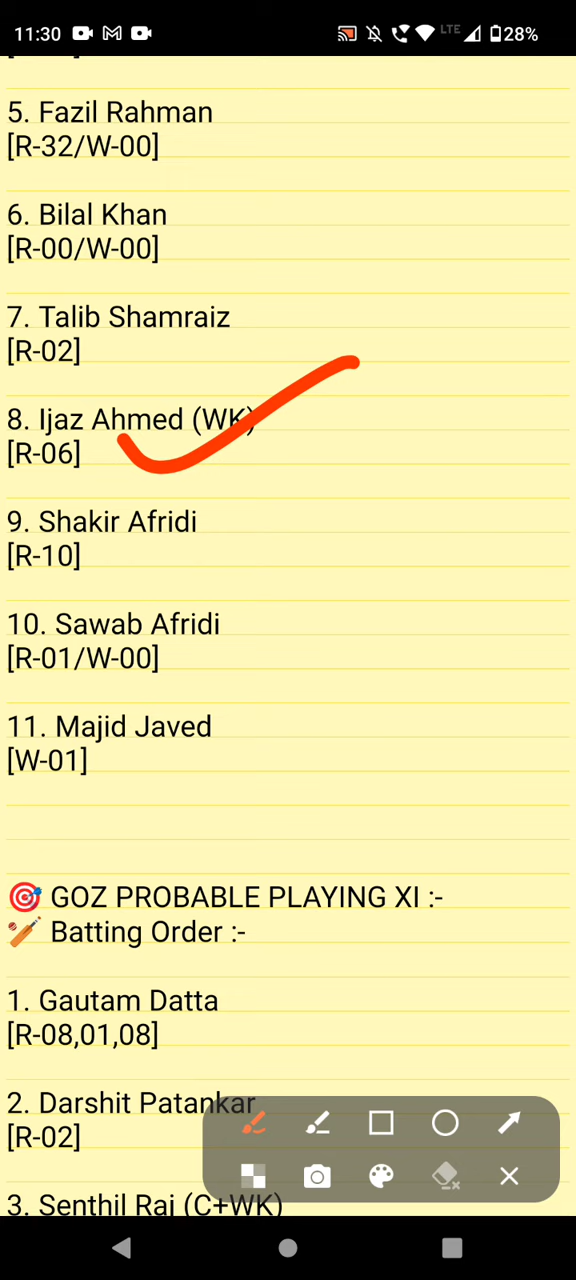 11:30
LTE
28%
5. Fazil Rahman
[R-32/W-00]
6. Bilal Khan
[R-00/W-00]
7. Talib Shamraiz
[R-02]
8. Ijaz Ahmed (WK)
[R-06]
9. Shakir Afridi
[R-10]
10. Sawab Afridi
[R-01/W-00]
11. Majid Javed
[W-01]
🎯 GOZ PROBABLE PLAYING XI :-
🏏 Batting Order :-
1. Gautam Datta
[R-08,01,08]
2. Darshit Patankar
[R-02]
3. Senthil Raj (C+WK)